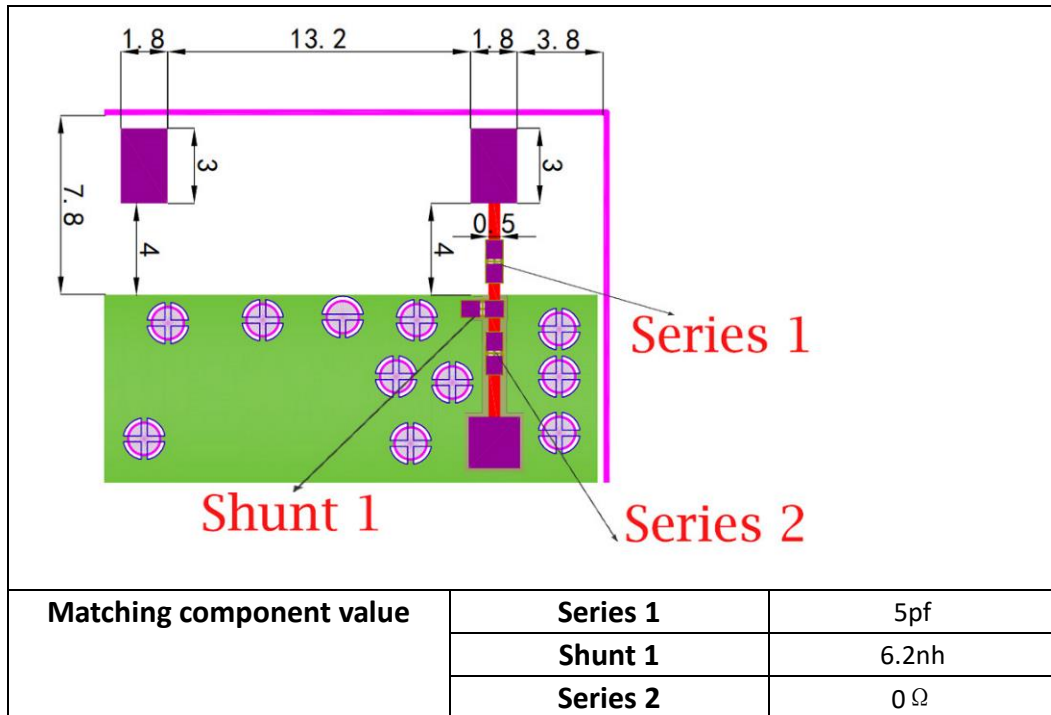 1.8 13.2 1.8 3.8
3 3
7.8
4 4 0.5
Series 1
Shunt 1
Series 2
Matching component value Series 1 5pf
Shunt 1 6.2nh
Series 2 0Ω